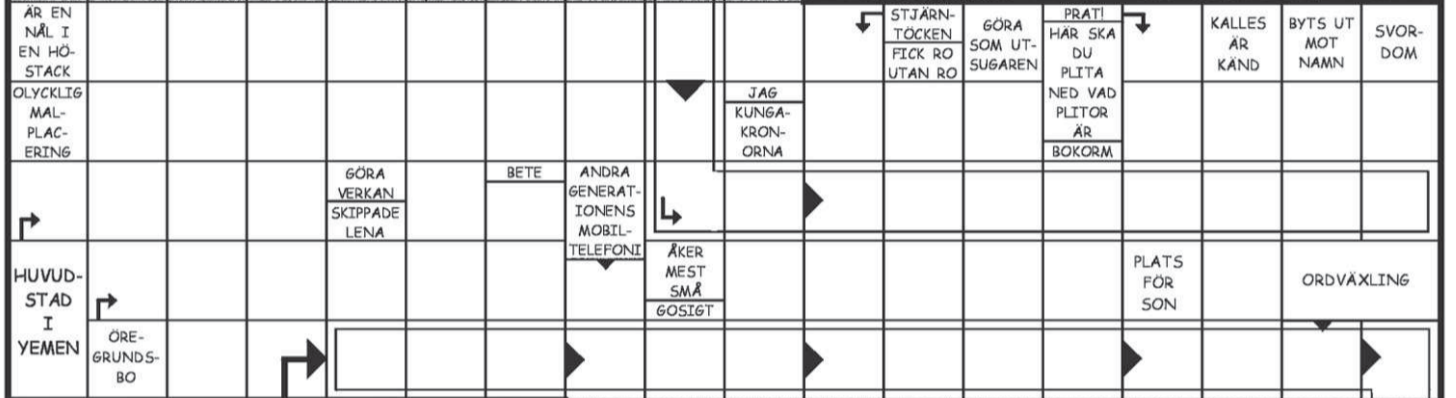 ÄR EN
NÅL I
EN HÖ-
STACK
STJÄRN-
TÖCKEN
FICK RO
UTAN RO
GÖRA
SOM UT-
SUGAREN
PRAT!
HÄR SKA
DU
PLITA
NED VAD
PLITOR
ÄR
BOKORM
KALLES
ÄR
KÄND
BYTS UT
MOT
NAMN
SVOR-
DOM
OLYCKLIG
MAL-
PLAC-
ERING
JAG
KUNGA-
KRON-
ORNA
GÖRA
VERKAN
SKIPPADE
LENA
BETE
ANDRA
GENERAT-
IONENS
MOBIL-
TELEFONI
HUVUD-
STAD
I
YEMEN
ÅKER
MEST
SMÅ
GOSIGT
PLATS
FÖR
SON
ORDVÄXLING
ÖRE-
GRUNDS-
BO